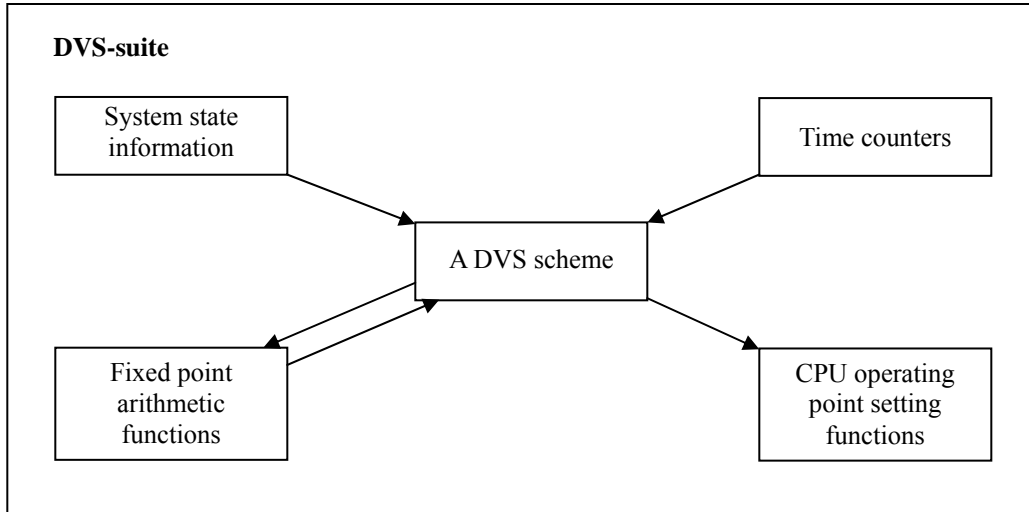 DVS-suite
System state
information
Time counters
A DVS scheme
Fixed point
arithmetic
functions
CPU operating
point setting
functions